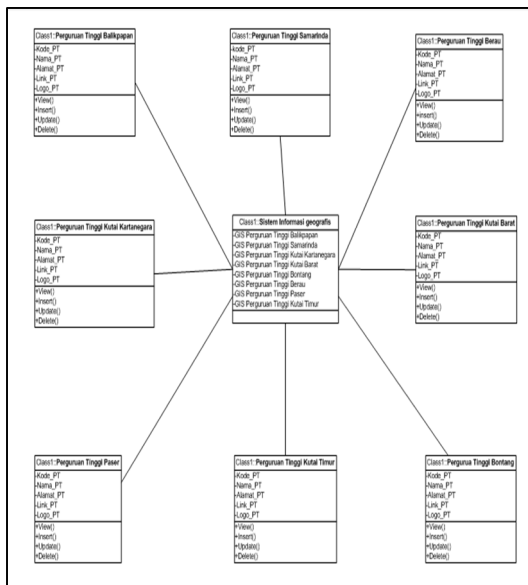 Class1::Perguruan Tinggi Balikpapan
-Kode_PT
-Nama_PT
-Alamat_PT
-Link_PT
-Logo_PT
+View()
+Insert()
+Update()
+Delete()
Class1::Perguruan Tinggi Samarinda
-kode_PT
-Nama_PT
-Alamat_PT
-Link_PT
-Logo_PT
+View()
+Insert()
+Update()
+Delete()
Class1::Perguruan Tinggi Berau
-Kode_PT
-Nama_PT
-Alamat_PT
-Link_PT
-Logo_PT
+View()
+insert()
+Update()
+Delete()
Class1::Perguruan Tinggi Kutai Kartanegara
-Kode_PT
-Nama_PT
-Alamat_PT
-Link_PT
-Logo_PT
+View()
+Insert()
+Update()
+Delete()
Class1::Sistem Informasi geografis
-GIS Perguruan Tinggi Balikpapan
-GIS Perguruan Tinggi Samarinda
-GIS Perguruan Tinggi Kutai Kartanegara
-GIS Perguruan Tinggi Kutai Barat
-GIS Perguruan Tinggi Bontang
-GIS Perguruan Tinggi Berau
-GIS Perguruan Tinggi Paser
-GIS Perguruan Tinggi Kutai Timur
Class1::Perguruan Tinggi Kutai Barat
-Kode_PT
-Nama_PT
-Alamat_PT
-Link_PT
-Logo_PT
+View()
+Insert()
+Update()
+Delete()
Class1::Perguruan Tinggi Paser
-Kode_PT
-Nama_PT
-Alamat_PT
-Link_PT
-Logo_PT
+View()
+Insert()
+Update()
+Delete()
Class1::Perguruan Tinggi Kutai Timur
-Kode_PT
-Nama_PT
-Alamat_PT
-Link_PT
-Logo_PT
+View()
+Insert()
+Update()
+Delete()
Class1::Pergurua Tinggi Bontang
-Kode_PT
-Nama_PT
-Alamat_PT
-Link_PT
-Logo_PT
+View()
+Insert()
+Update()
+Delete()